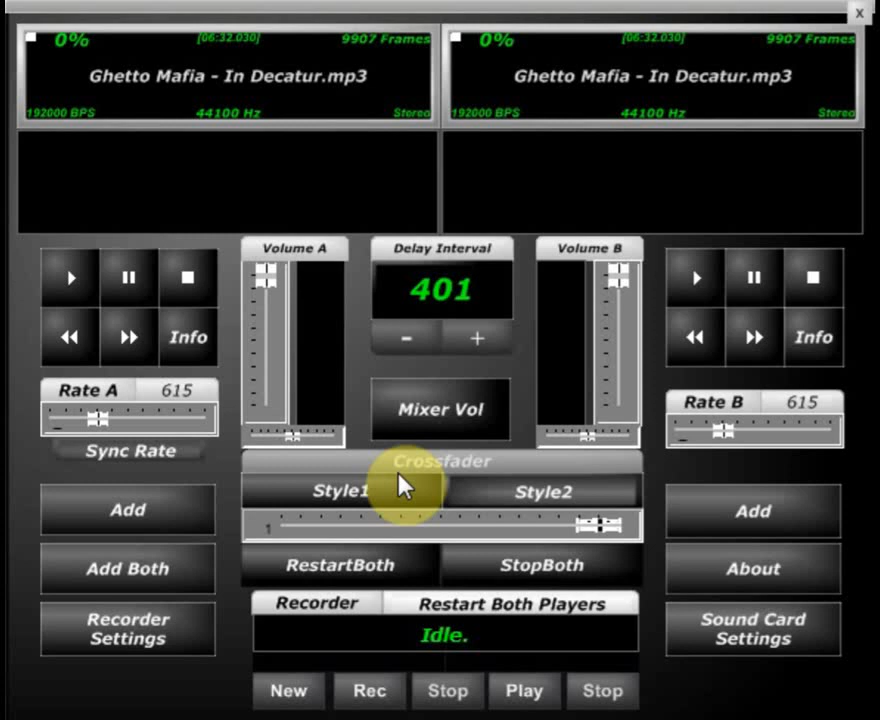 x
0% [06:32.030] 9907 Frames
Ghetto Mafia - In Decatur.mp3
192000 BPS 44100 Hz Stereo
0% [06:32.030] 9907 Frames
Ghetto Mafia - In Decatur.mp3
192000 BPS 44100 Hz Stereo
Volume A
Delay Interval
Volume B
401
- +
Info
Info
Mixer Vol
Rate A 615
Rate B 615
Sync Rate
Crossfader
Style1 Style2
1
Add
Add
RestartBoth StopBoth
Add Both
About
Recorder Restart Both Players
Idle.
Recorder
Settings
Sound Card
Settings
New Rec Stop Play Stop